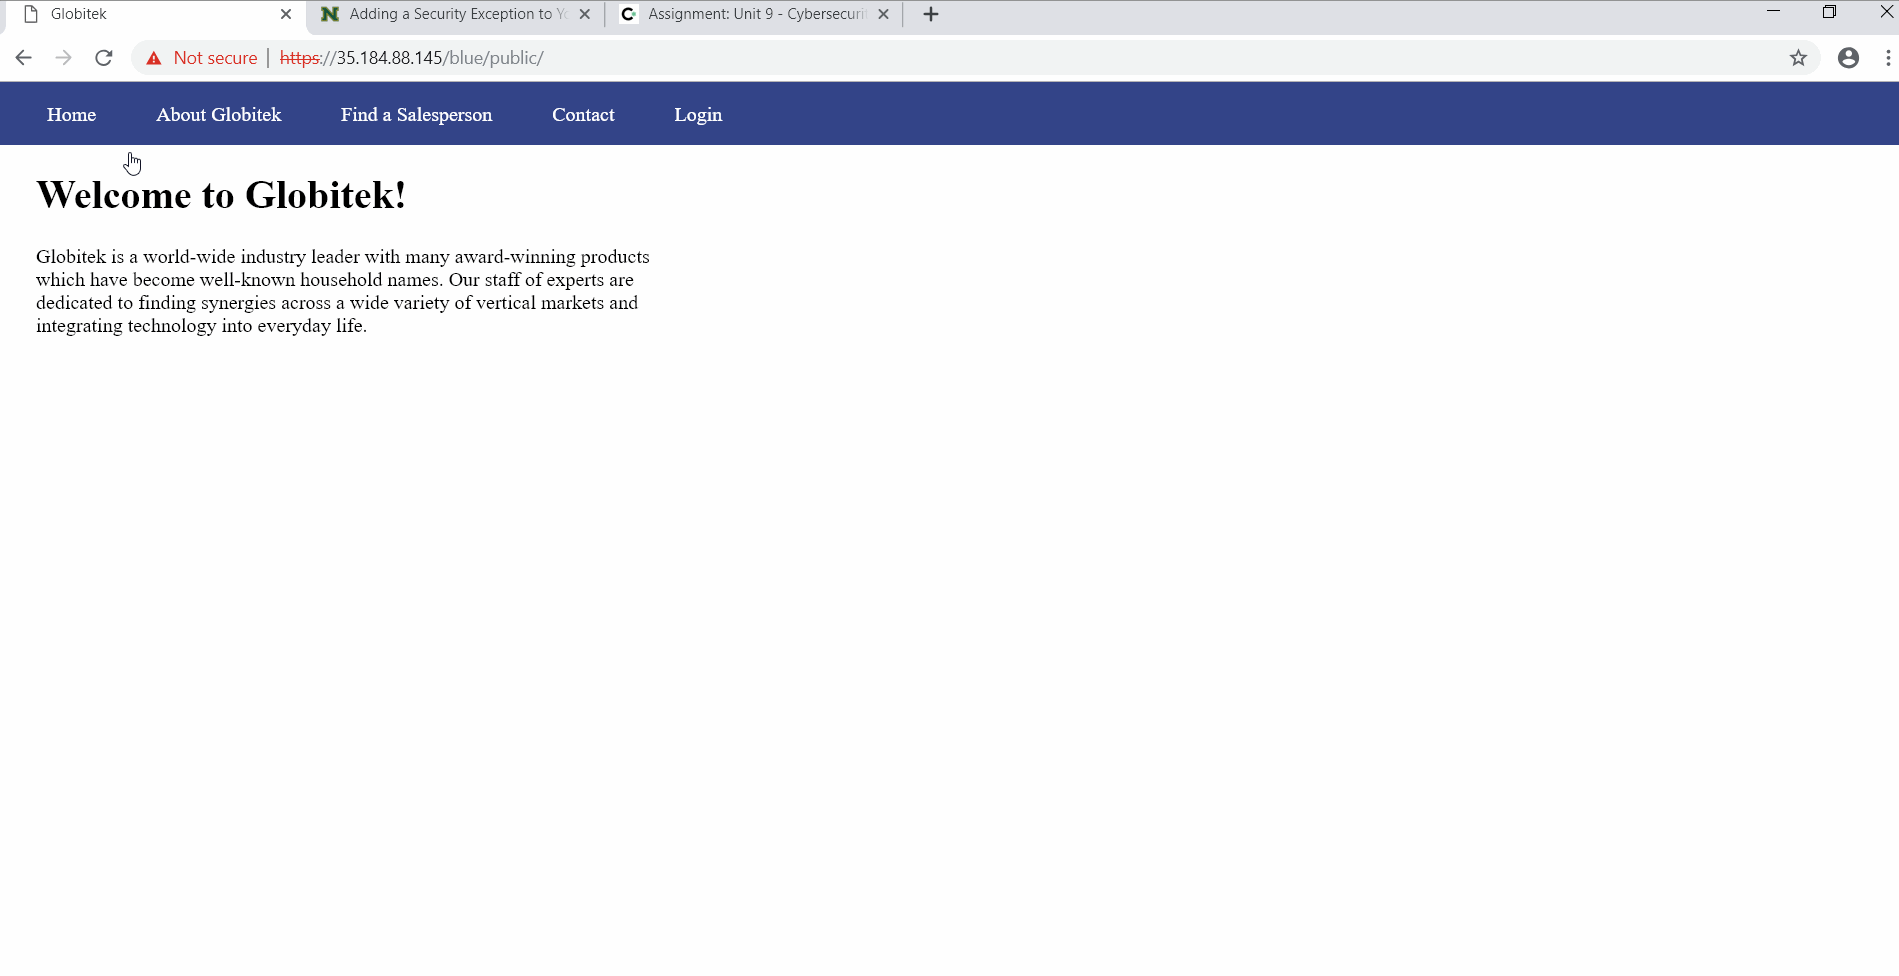 Globitek
Adding a Security Exception to
Assignment: Unit 9 -
Not secure | https://35.184.88.145/blue/public/
Home About Globitek Find a Salesperson Contact Login
Welcome to Globitek!
Globitek is a world-wide industry leader with many award-winning products
which have become well-known household names. Our staff of experts are
dedicated to finding synergies across a wide variety of vertical markets and
integrating technology into everyday life.